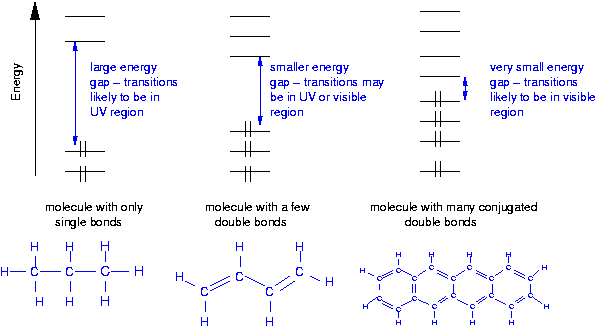 Energy
large energy
gap – transitions
likely to be in
UV region
smaller energy
gap – transitions may
be in UV or visible
region
very small energy
gap – transitions
likely to be in visible
region
molecule with only
single bonds
molecule with a few
double bonds
molecule with many conjugated
double bonds
H H H
H C C C H
H H H
H H
C C H
H C C
H H
H H H H
H C C C C H
C C C C C
C C C C C
H C C C C H
H H H H